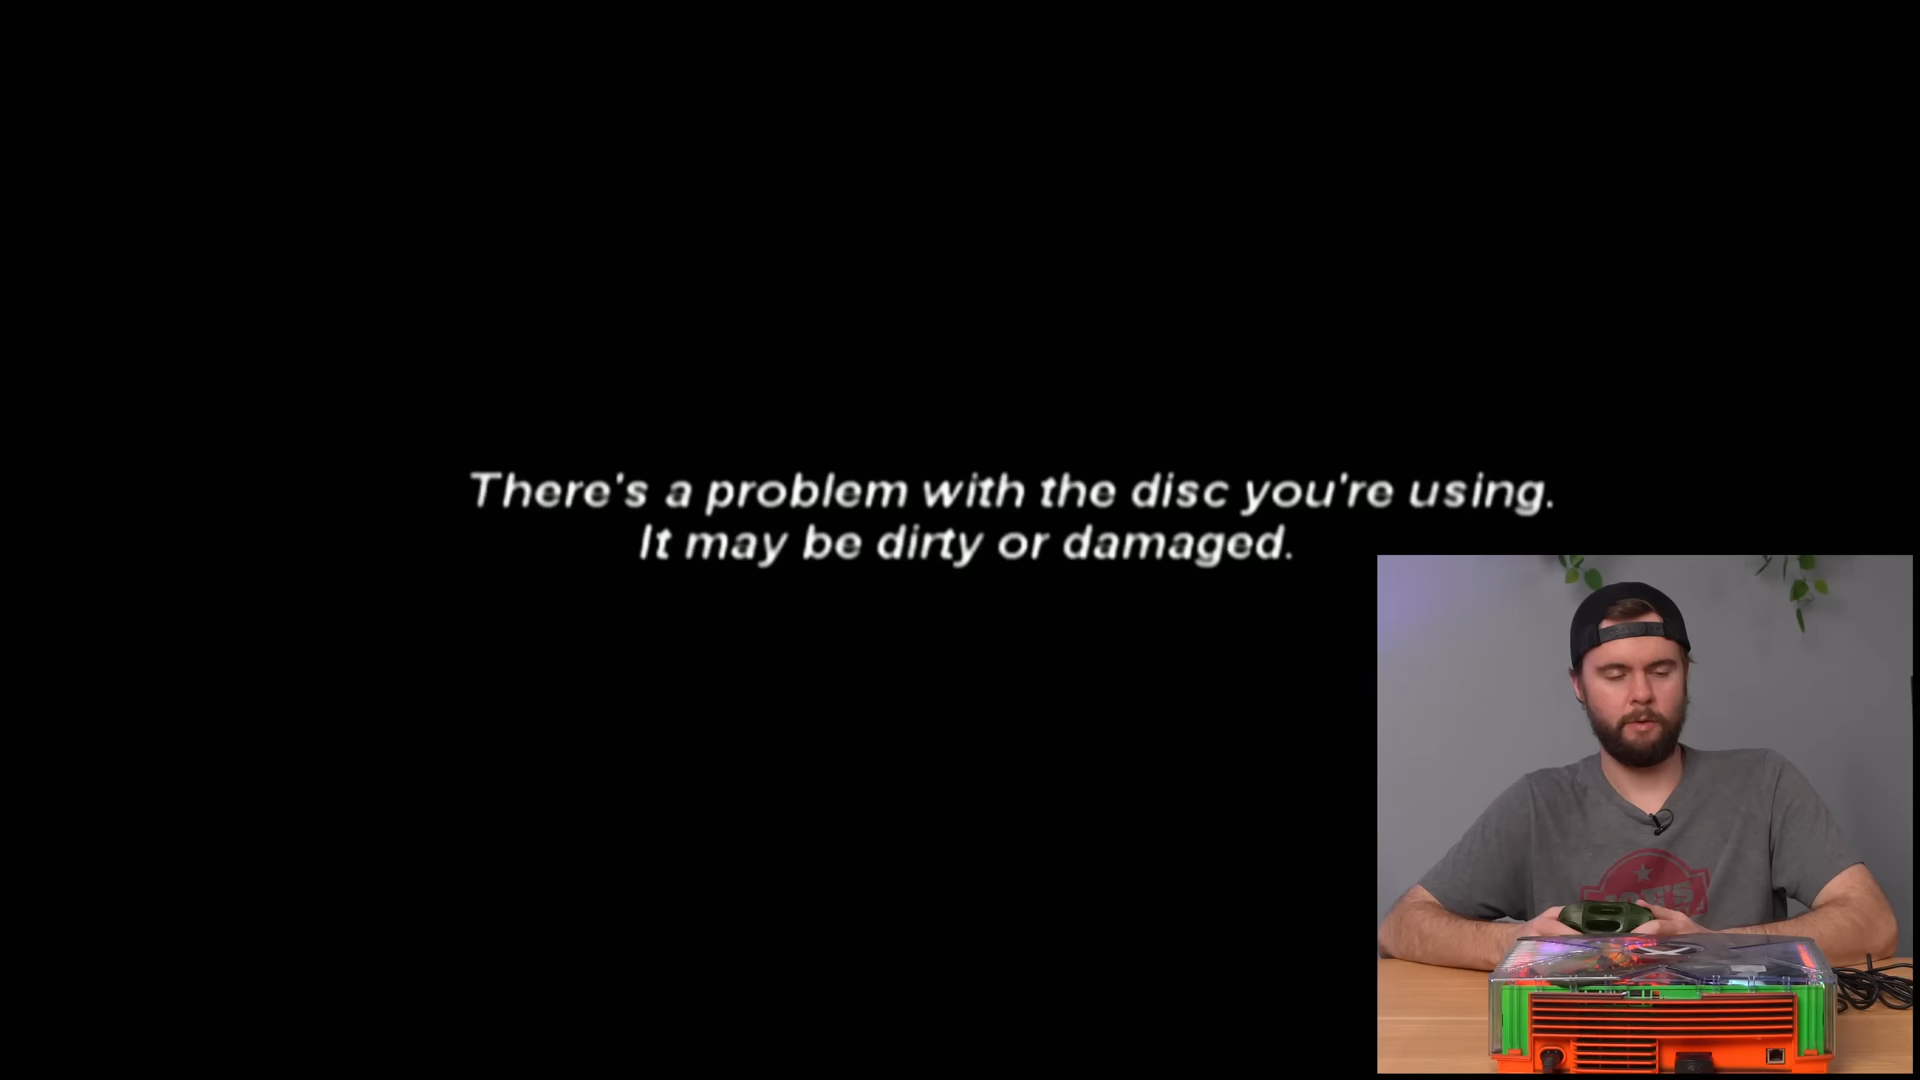 There's a problem with the disc you're using.
It may be dirty or damaged.